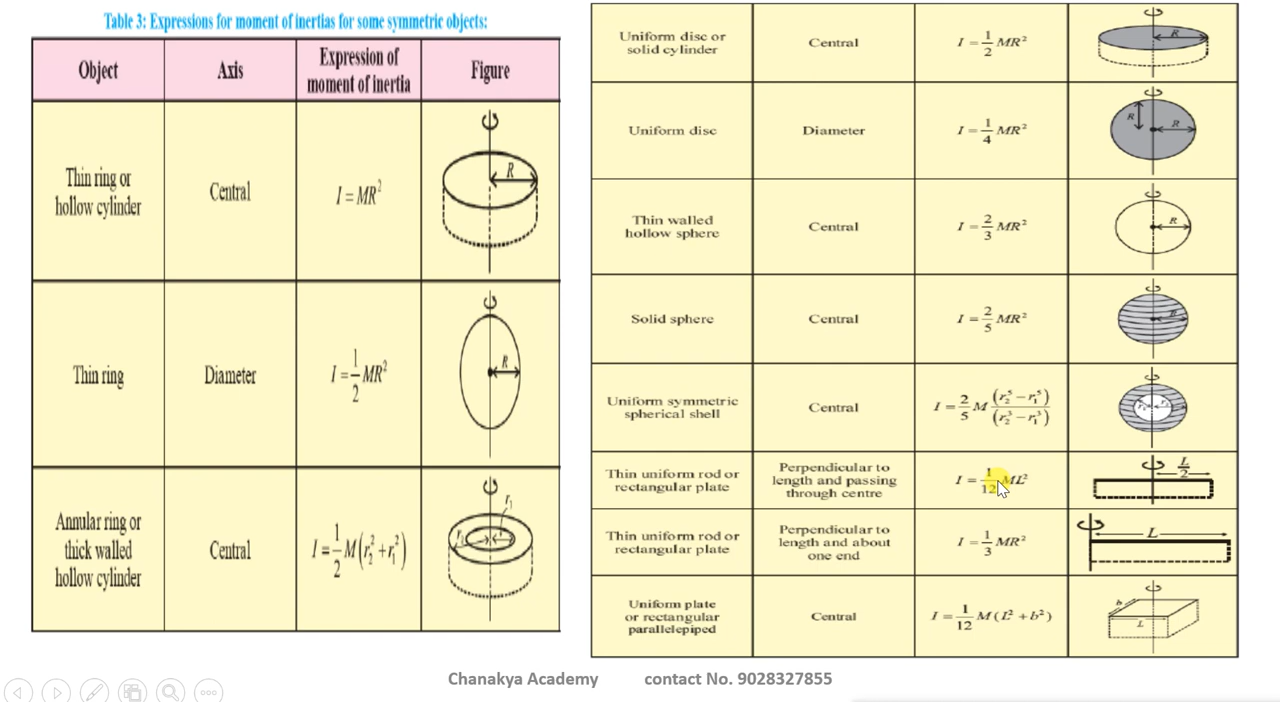 Table 3: Expressions for moment of inertias for some symmetric objects:
Object
Axis
Expression of
moment of inertia
Figure
Thin ring or
hollow cylinder
Central
I = MR²
R
Thin ring
Diameter
I = 1/2 MR²
R
Annular ring or
thick walled
hollow cylinder
Central
I = 1/2 M(r₂² + r₁²)
r₁
Uniform disc or
solid cylinder
Central
I = 1/2 MR²
R
Uniform disc
Diameter
I = 1/4 MR²
R
R
Thin walled
hollow sphere
Central
I = 2/3 MR²
R
Solid sphere
Central
I = 2/5 MR²
R
Uniform symmetric
spherical shell
Central
I = 2/5 M (r₂⁵ − r₁⁵)/(r₂³ − r₁³)
Thin uniform rod or
rectangular plate
Perpendicular to
length and passing
through centre
I = 1/12 ML²
L/2
Thin uniform rod or
rectangular plate
Perpendicular to
length and about
one end
I = 1/3 MR²
L
Uniform plate
or rectangular
parallelepiped
Central
I = 1/12 M(L² + b²)
b
L
Chanakya Academy contact No. 9028327855